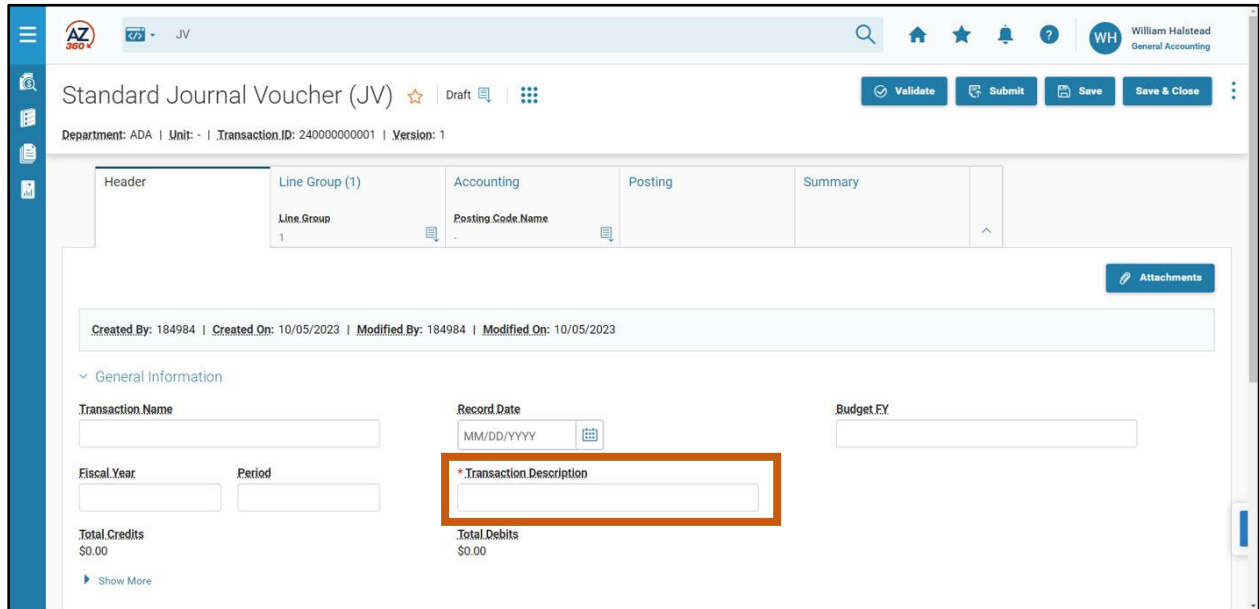 AZ
360
JV
WH
William Halstead
General Accounting
Standard Journal Voucher (JV)
Draft
Validate
Submit
Save
Save & Close
Department: ADA | Unit: - | Transaction ID: 240000000001 | Version: 1
Header
Line Group (1)
Accounting
Posting
Summary
Line Group
Posting Code Name
1
-
Attachments
Created By: 184984 | Created On: 10/05/2023 | Modified By: 184984 | Modified On: 10/05/2023
General Information
Transaction Name
Record Date
Budget FY
MM/DD/YYYY
Fiscal Year
Period
* Transaction Description
Total Credits
Total Debits
$0.00
$0.00
Show More